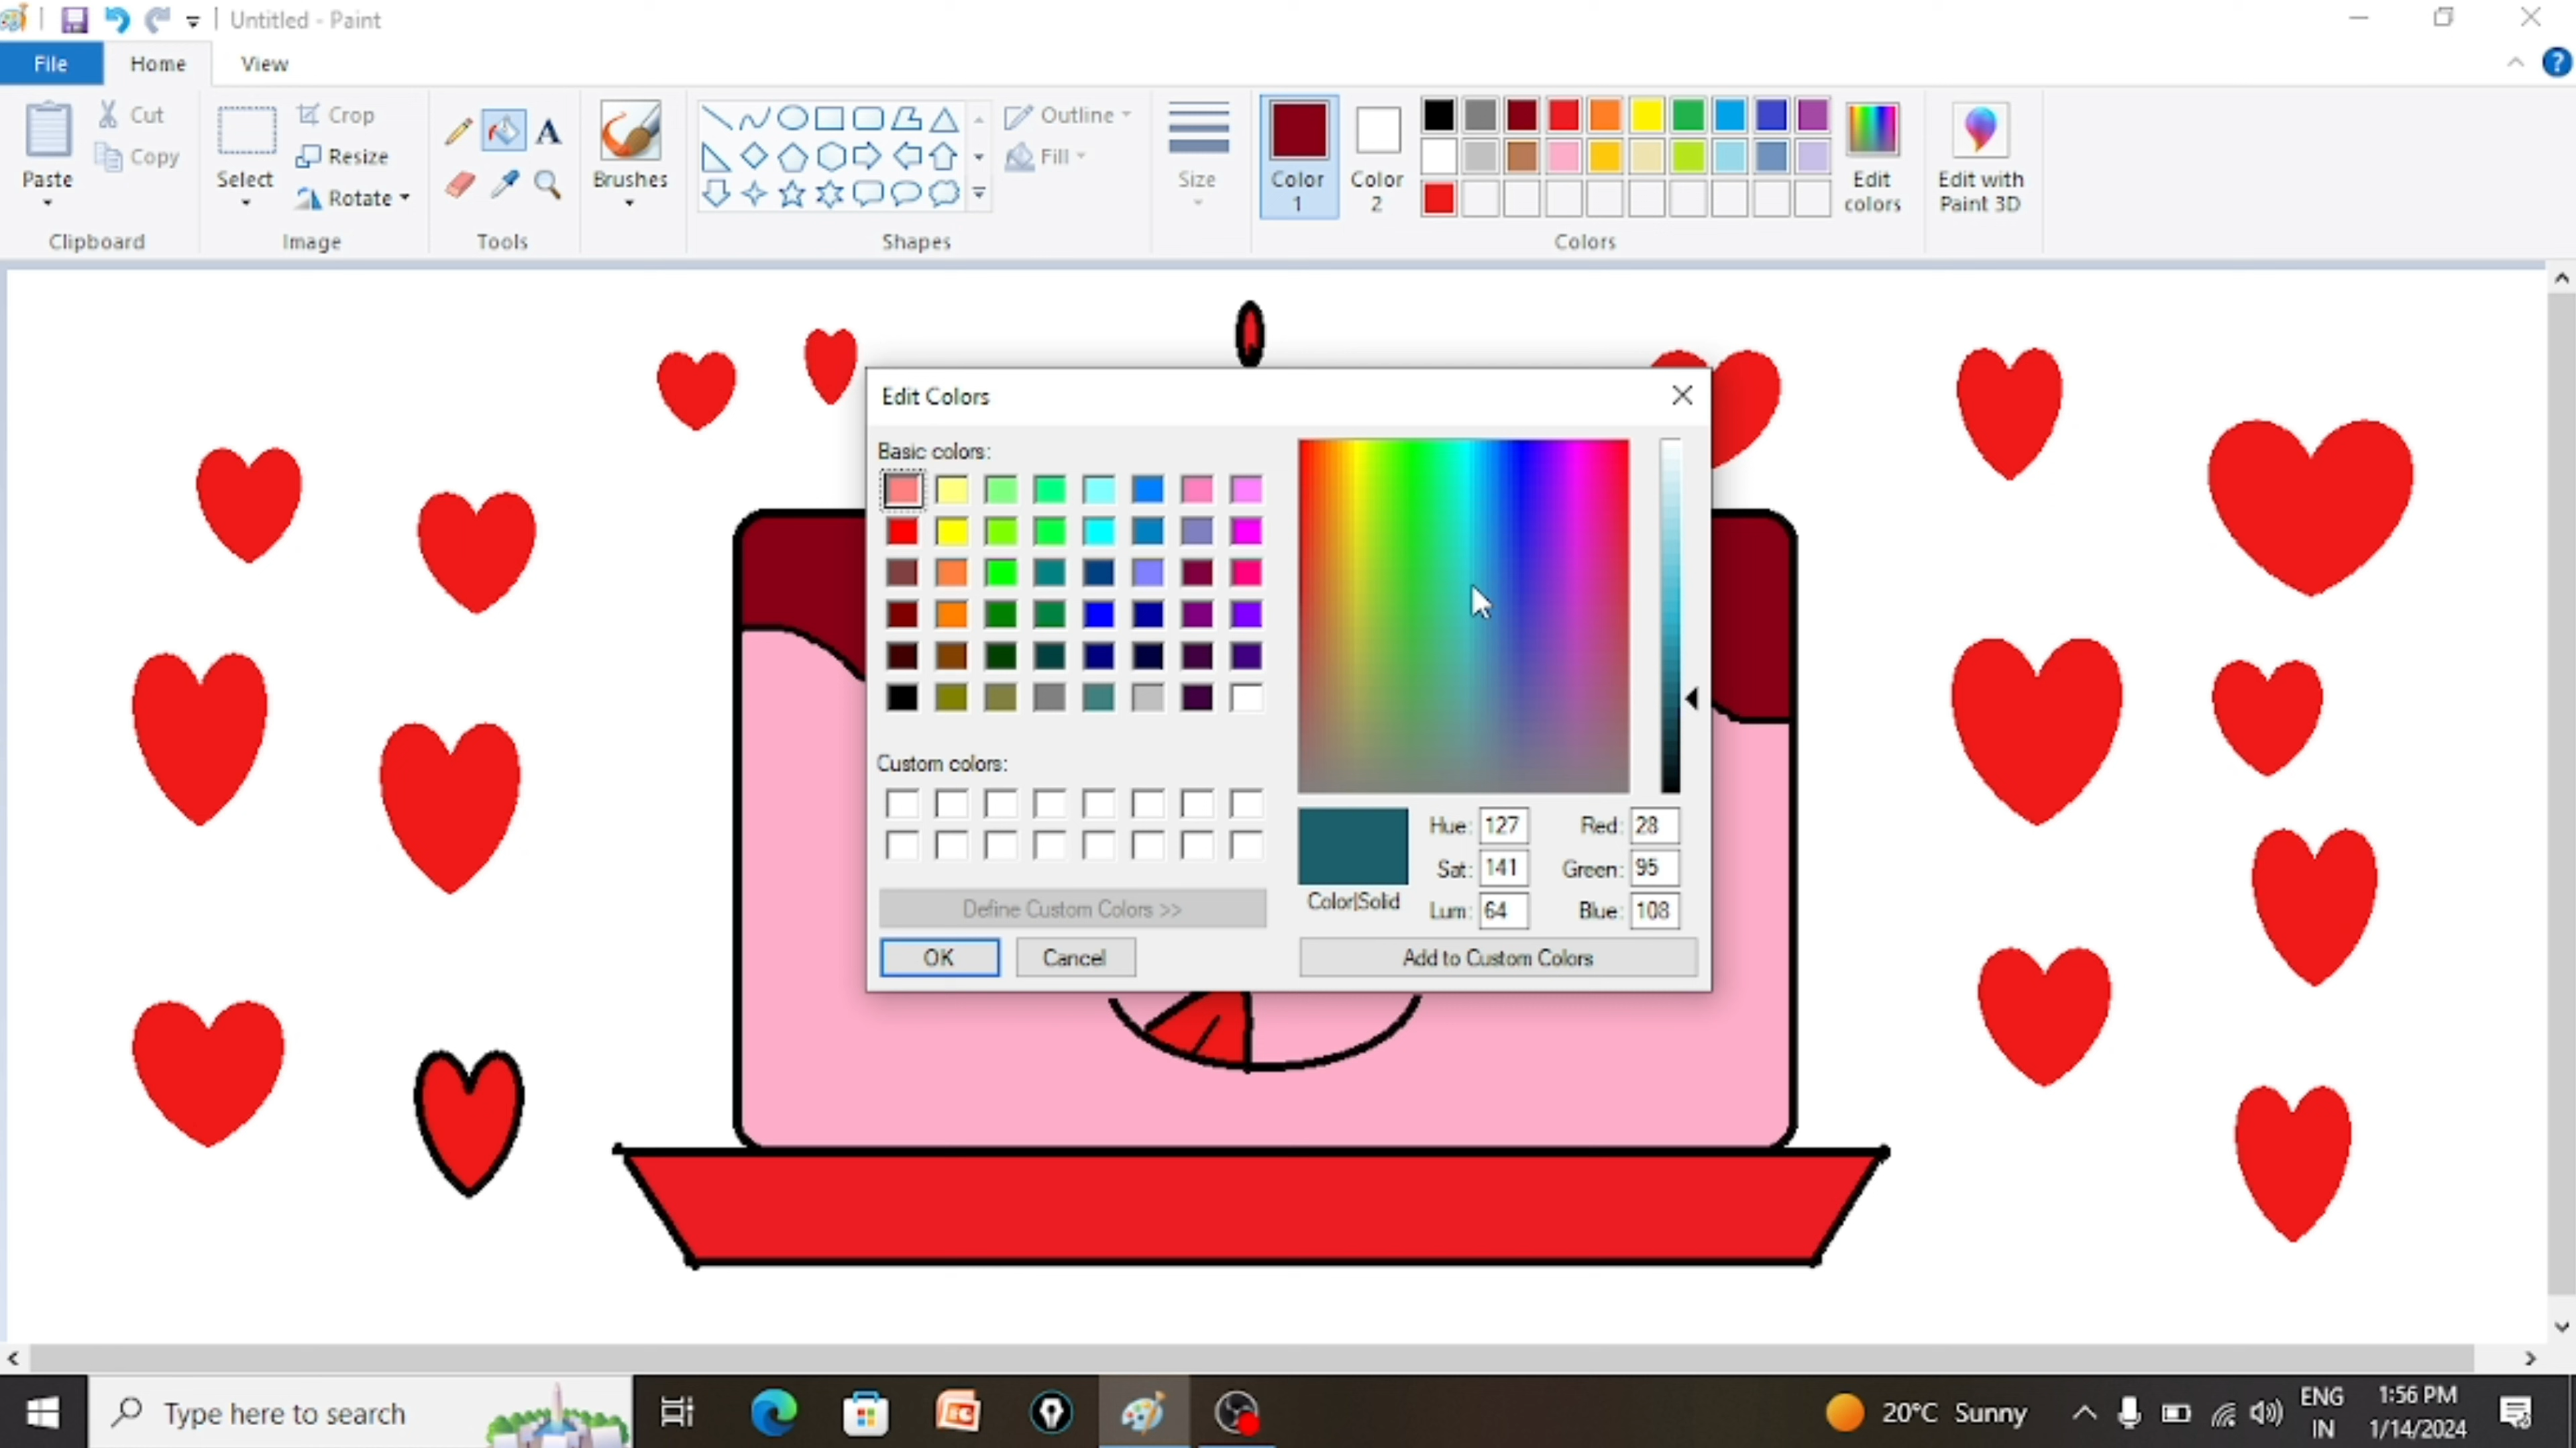 Untitled - Paint
File Home View
Paste
Cut
Copy
Clipboard
Select
Crop
Resize
Rotate
Image
A
Tools
Brushes
Shapes
Outline
Fill
Size
Color 1
Color 2
Colors
Edit colors
Edit with Paint 3D
?
Edit Colors
Basic colors:
Custom colors:
Define Custom Colors >>
OK Cancel
Color|Solid
Hue: 127 Red: 28
Sat: 141 Green: 95
Lum: 64 Blue: 108
Add to Custom Colors
Type here to search
20°C Sunny
ENG
IN
1:56 PM
1/14/2024